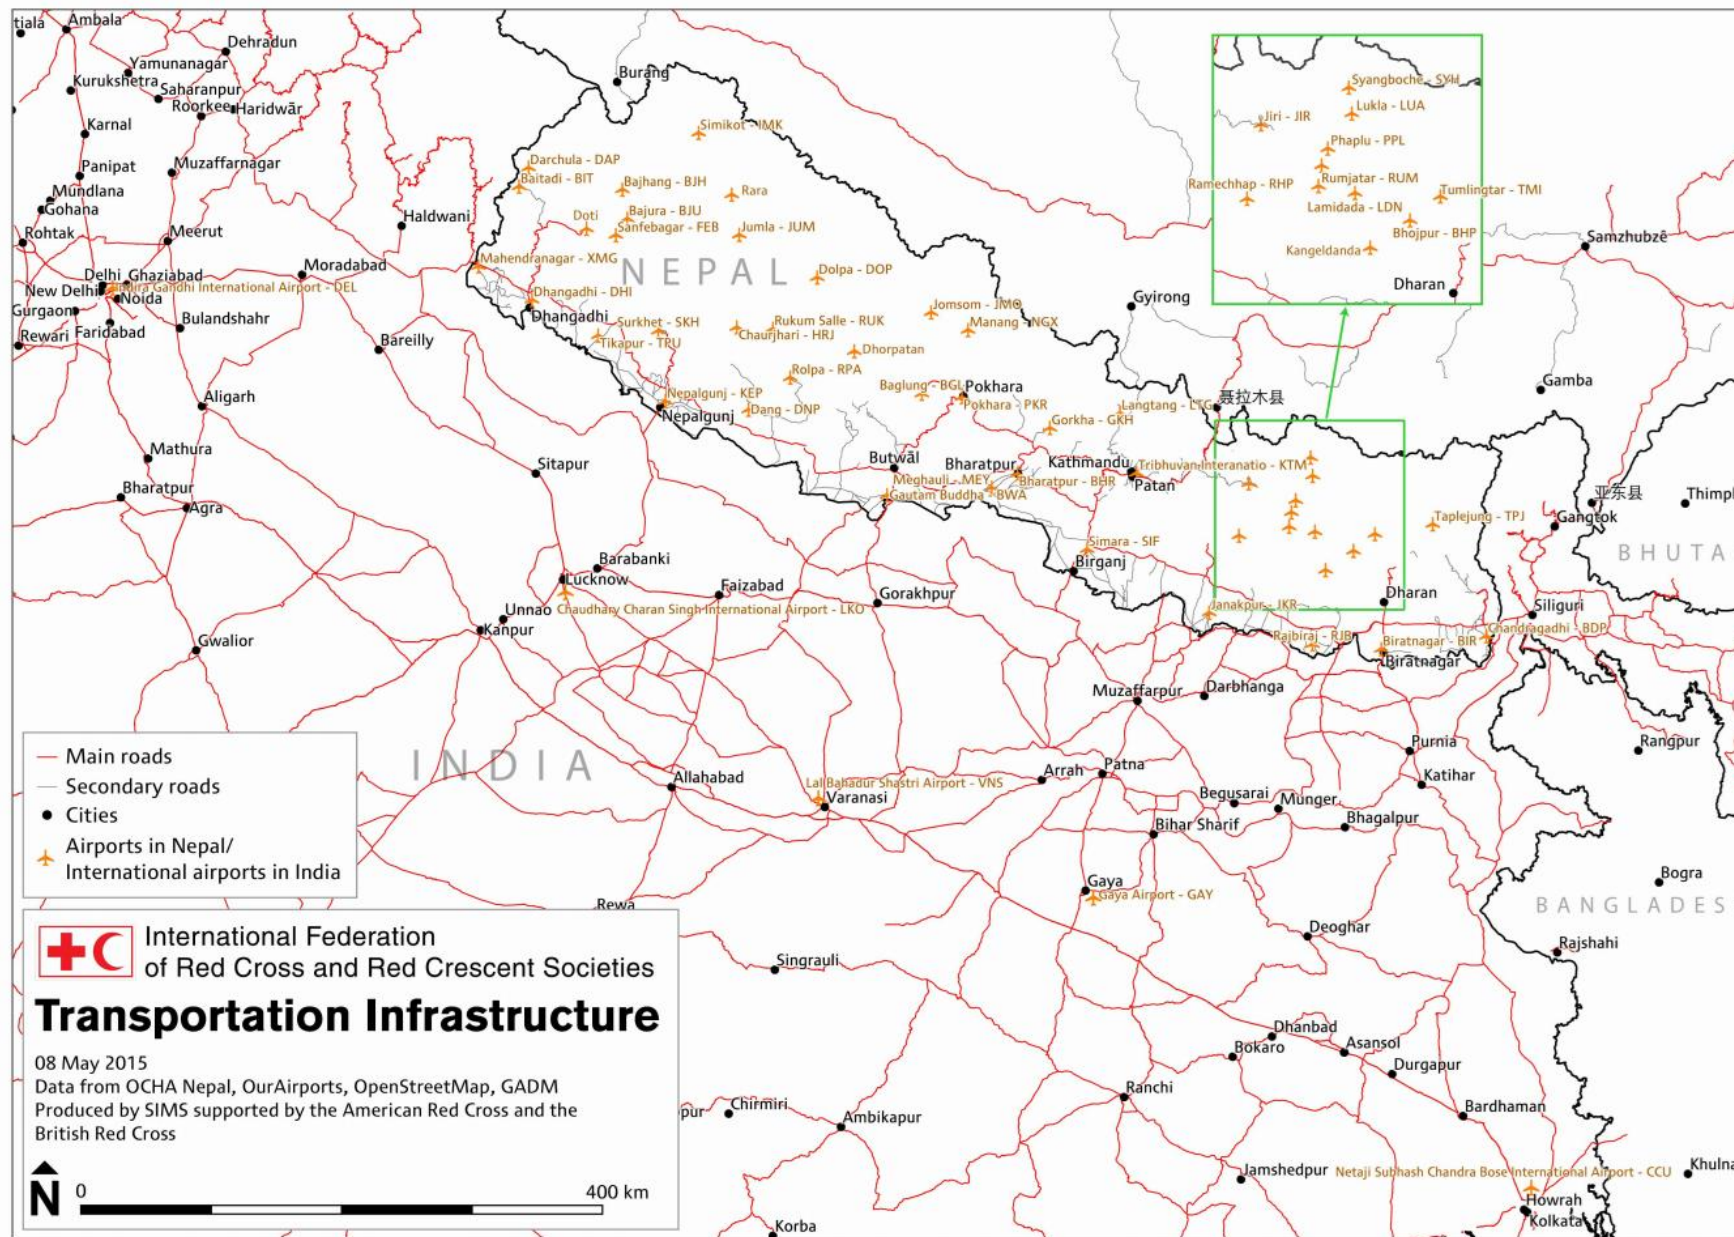 tiala
Ambala
Dehradun
Yamunanagar
Kurukshetra
Saharanpur
Roorkee
Haridwār
Karnal
Panipat
Muzaffarnagar
Mundlana
Gohana
Rohtak
Meerut
Haldwani
Delhi
Ghaziabad
Moradabad
New Delhi
Indira Gandhi International Airport - DEL
Noida
Gurgaon
Faridabad
Rewari
Bulandshahr
Bareilly
Aligarh
Mathura
Bharatpur
Agra
Sitapur
Barabanki
Lucknow
Chaudhary Charan Singh International Airport - LKO
Faizabad
Gorakhpur
Unnao
Kanpur
Gwalior
Burang
Simikot - IMK
Darchula - DAP
Baitadi - BIT
Bajhang - BJH
Rara
Doti
Bajura - BJU
Sanfebagar - FEB
Jumla - JUM
Mahendranagar - XMG
NEPAL
Dolpa - DOP
Dhangadhi - DHI
Dhangadhi
Surkhet - SKH
Tikapur - TPU
Rukum Salle - RUK
Chaurjhari - HRJ
Jomsom - JMO
Manang - NGX
Dhorpatan
Rolpa - RPA
Nepalgunj - KEP
Nepalgunj
Dang - DNP
Baglung - BGL
Pokhara
Pokhara - PKR
Gorkha - GKH
Langtang - LTG
Gyirong
聂拉木县
Butwāl
Bharatpur
Kathmandu
Tribhuvan Interanatio - KTM
Patan
Meghauli - MEY
Bharatpur - BHR
Gautam Buddha - BWA
Simara - SIF
Birganj
Janakpur - JKR
Rajbiraj - RJB
Biratnagar - BIR
Biratnagar
Dharan
Taplejung - TPJ
Chandragadhi - BDP
Siliguri
Gangtok
亚东县
Thimp
BHUTA
Samzhubzê
Gamba
Syangboche - SYH
Lukla - LUA
Jiri - JIR
Phaplu - PPL
Ramechhap - RHP
Rumjatar - RUM
Tumlingtar - TMI
Lamidada - LDN
Bhojpur - BHP
Kangeldanda
Dharan
INDIA
Muzaffarpur
Darbhanga
Purnia
Katihar
Rangpur
Allahabad
Lal Bahadur Shastri Airport - VNS
Varanasi
Arrah
Patna
Begusarai
Munger
Bihar Sharif
Bhagalpur
Gaya
Gaya Airport - GAY
Bogra
BANGLADES
Rajshahi
Deoghar
Rewa
Singrauli
Dhanbad
Bokaro
Asansol
Durgapur
Ranchi
Bardhaman
pur
Chirmiri
Ambikapur
Jamshedpur
Netaji Subhash Chandra Bose International Airport - CCU
Khulna
Howrah
Kolkata
Korba
Main roads
Secondary roads
Cities
Airports in Nepal/
International airports in India
International Federation
of Red Cross and Red Crescent Societies
Transportation Infrastructure
08 May 2015
Data from OCHA Nepal, OurAirports, OpenStreetMap, GADM
Produced by SIMS supported by the American Red Cross and the
British Red Cross
N
0
400 km